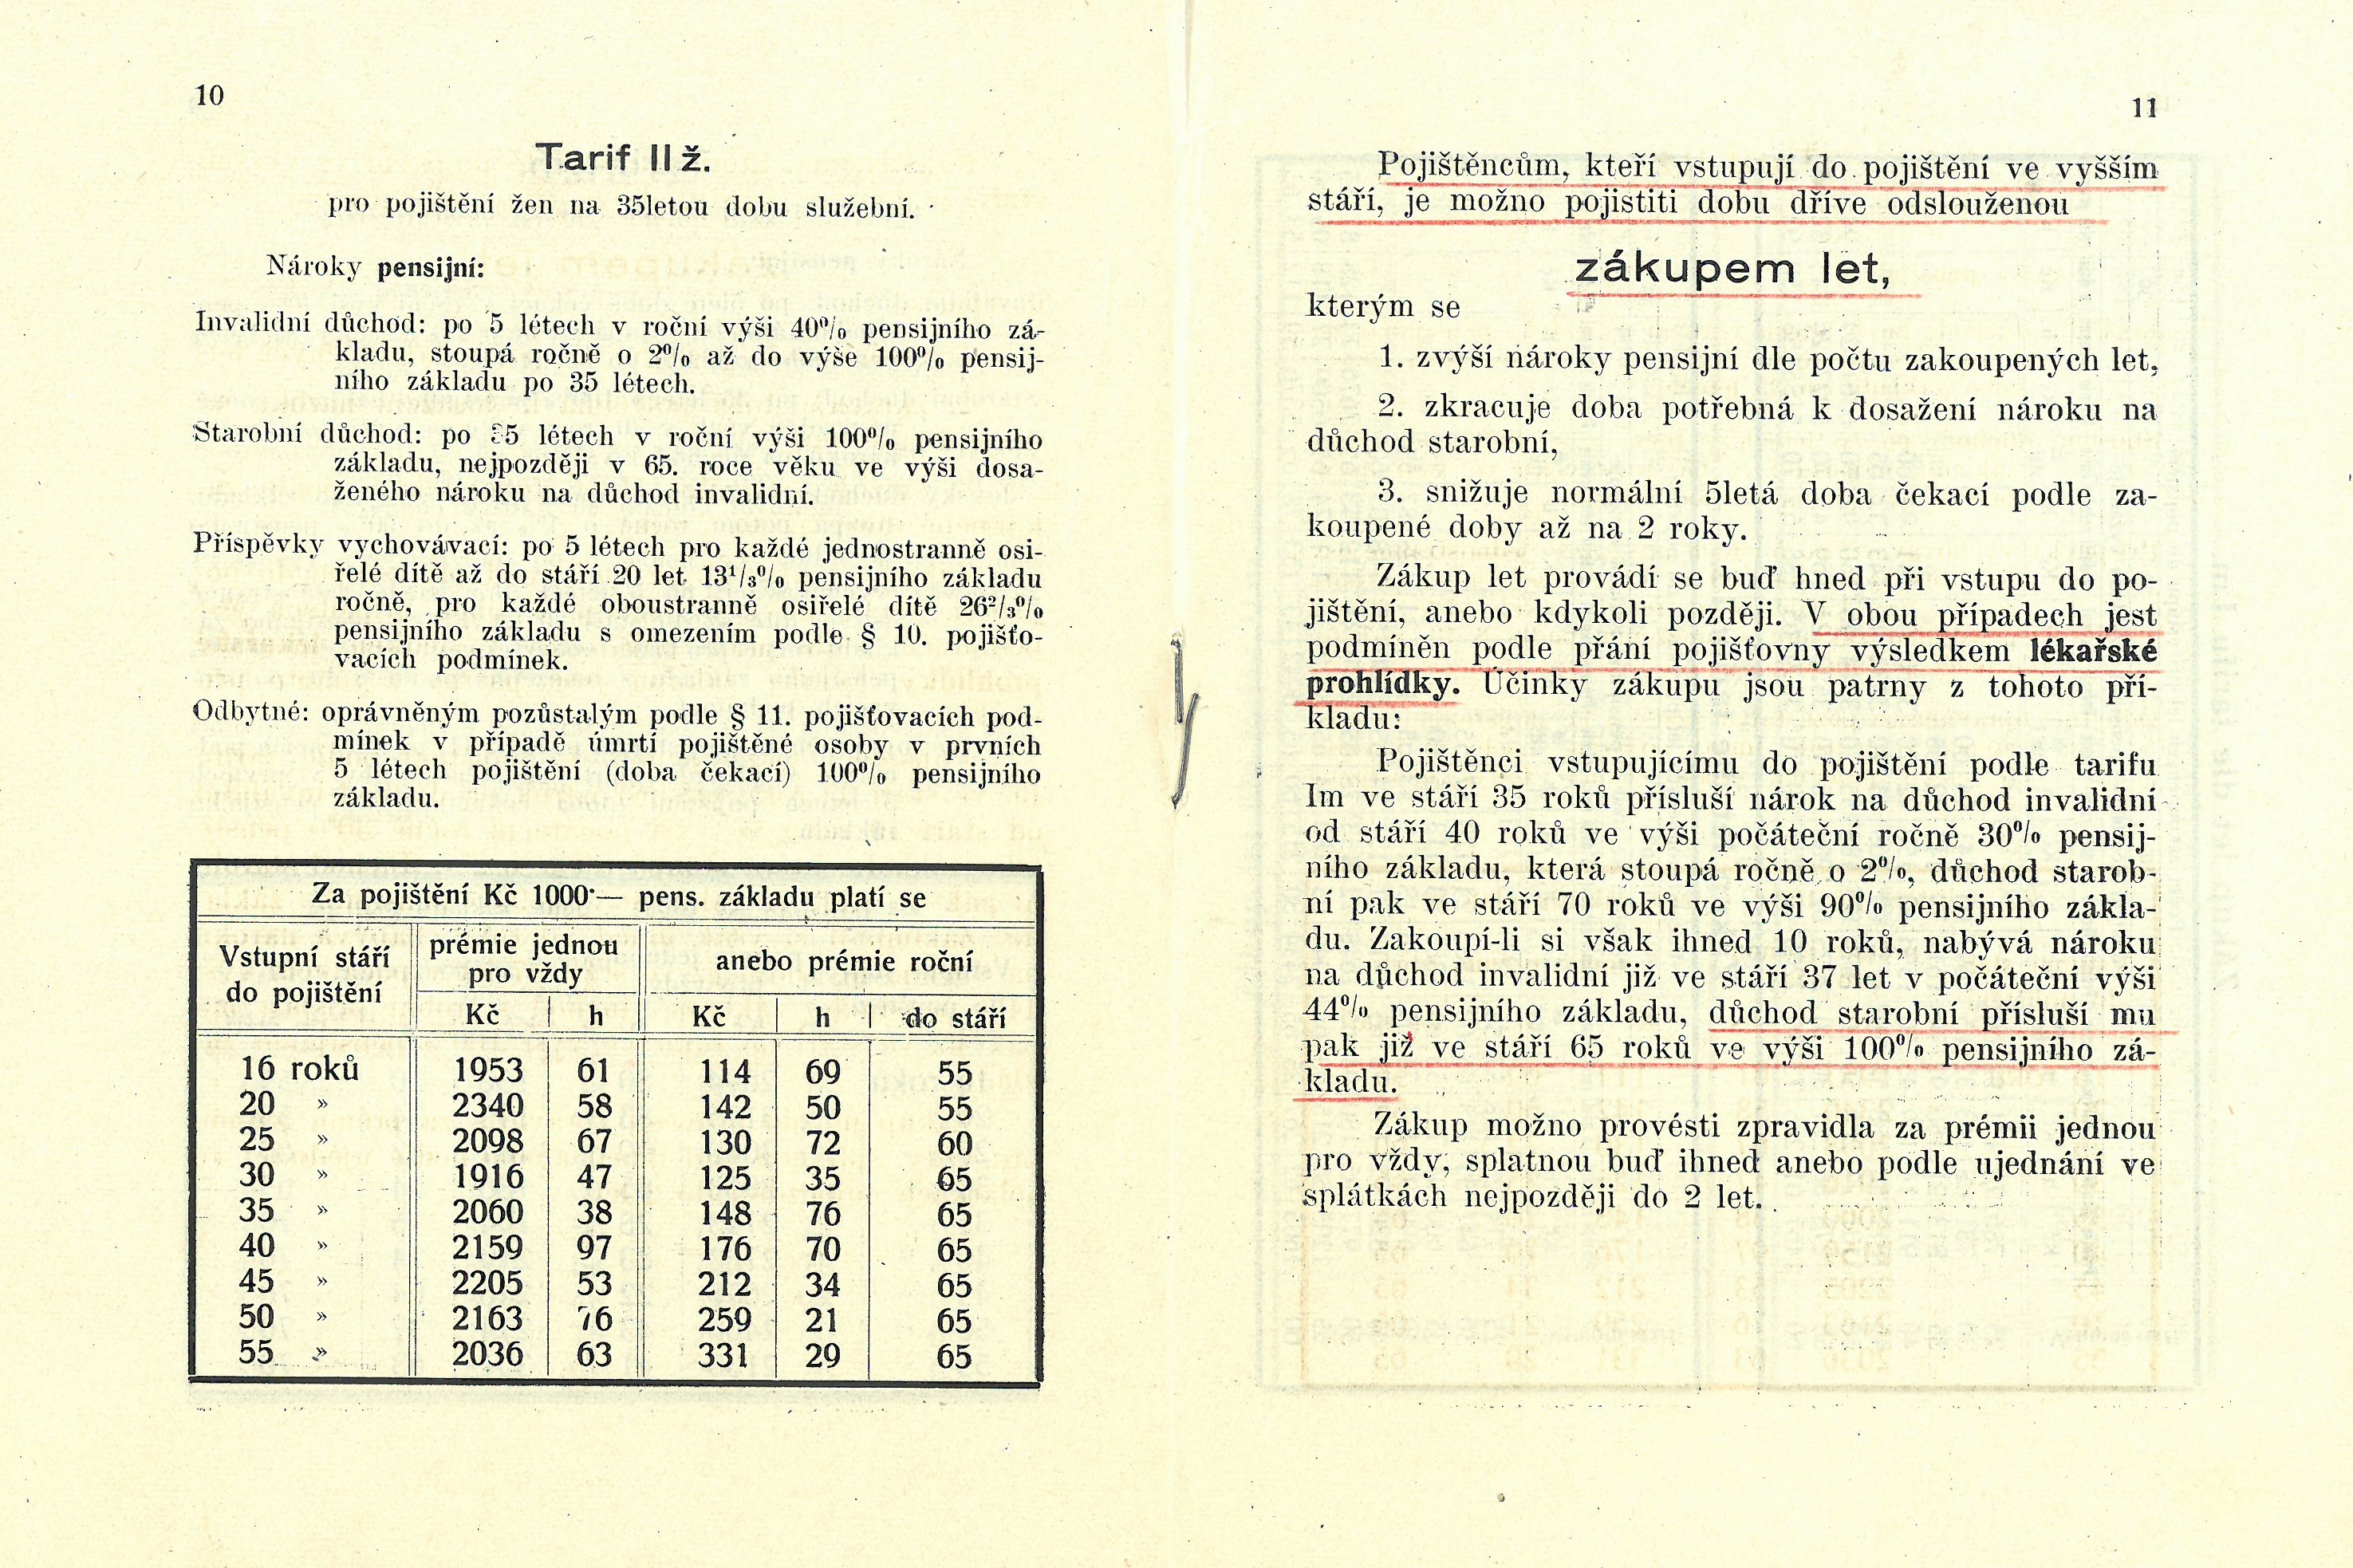 10
Tarif II ž.
pro pojištění žen na 35letou dobu služební.
Nároky pensijní:
Invalidní důchod: po 5 létech v roční výši 40% pensijního zá-
kladu, stoupá ročně o 2% až do výše 100% pensij-
ního základu po 35 létech.
Starobní důchod: po 35 létech v roční výši 100% pensijního
základu, nejpozději v 65. roce věku ve výši dosa-
ženého nároku na důchod invalidní.
Příspěvky vychovávací: po 5 létech pro každé jednostranně osi-
řelé dítě až do stáří 20 let 13¹/₃% pensijního základu
ročně, pro každé oboustranně osiřelé dítě 26²/₃%
pensijního základu s omezením podle § 10. pojišťo-
vacích podmínek.
Odbytné: oprávněným pozůstalým podle § 11. pojišťovacích pod-
mínek v případě úmrtí pojištěné osoby v prvních
5 létech pojištění (doba čekací) 100% pensijního
základu.
Za pojištění Kč 1000·— pens. základu platí se
Vstupní stáří do pojištění | prémie jednou pro vždy | anebo prémie roční
Kč | h | Kč | h | do stáří
16 roků | 1953 | 61 | 114 | 69 | 55
20 » | 2340 | 58 | 142 | 50 | 55
25 » | 2098 | 67 | 130 | 72 | 60
30 » | 1916 | 47 | 125 | 35 | 65
35 » | 2060 | 38 | 148 | 76 | 65
40 » | 2159 | 97 | 176 | 70 | 65
45 » | 2205 | 53 | 212 | 34 | 65
50 » | 2163 | 76 | 259 | 21 | 65
55 » | 2036 | 63 | 331 | 29 | 65
11
Pojištěncům, kteří vstupují do pojištění ve vyšším
stáří, je možno pojistiti dobu dříve odslouženou
zákupem let,
kterým se
1. zvýší nároky pensijní dle počtu zakoupených let,
2. zkracuje doba potřebná k dosažení nároku na
důchod starobní,
3. snižuje normální 5letá doba čekací podle za-
koupené doby až na 2 roky.
Zákup let provádí se buď hned při vstupu do po-
jištění, anebo kdykoli později. V obou případech jest
podmíněn podle přání pojišťovny výsledkem lékařské
prohlídky. Účinky zákupu jsou patrny z tohoto pří-
kladu:
Pojištěnci vstupujícímu do pojištění podle tarifu
Im ve stáří 35 roků přísluší nárok na důchod invalidní
od stáří 40 roků ve výši počáteční ročně 30% pensij-
ního základu, která stoupá ročně o 2%, důchod starob-
ní pak ve stáří 70 roků ve výši 90% pensijního zákla-
du. Zakoupí-li si však ihned 10 roků, nabývá nároku
na důchod invalidní již ve stáří 37 let v počáteční výši
44% pensijního základu, důchod starobní přísluší mu
pak již ve stáří 65 roků ve výši 100% pensijního zá-
kladu.
Zákup možno provésti zpravidla za prémii jednou
pro vždy, splatnou buď ihned anebo podle ujednání ve
splátkách nejpozději do 2 let.